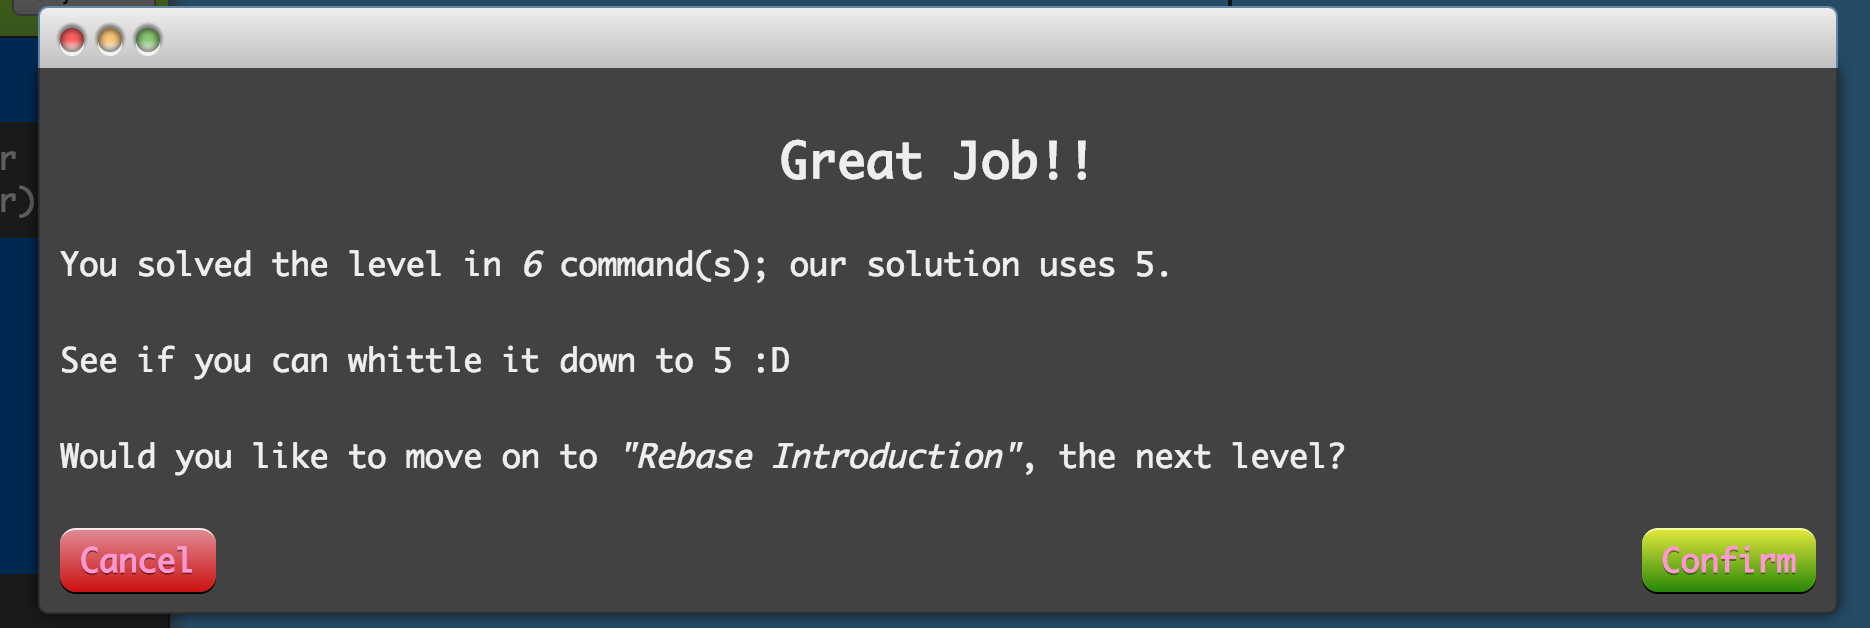 Great Job!!
r
r)
You solved the level in 6 command(s); our solution uses 5.
See if you can whittle it down to 5 :D
Would you like to move on to "Rebase Introduction", the next level?
Cancel
Confirm